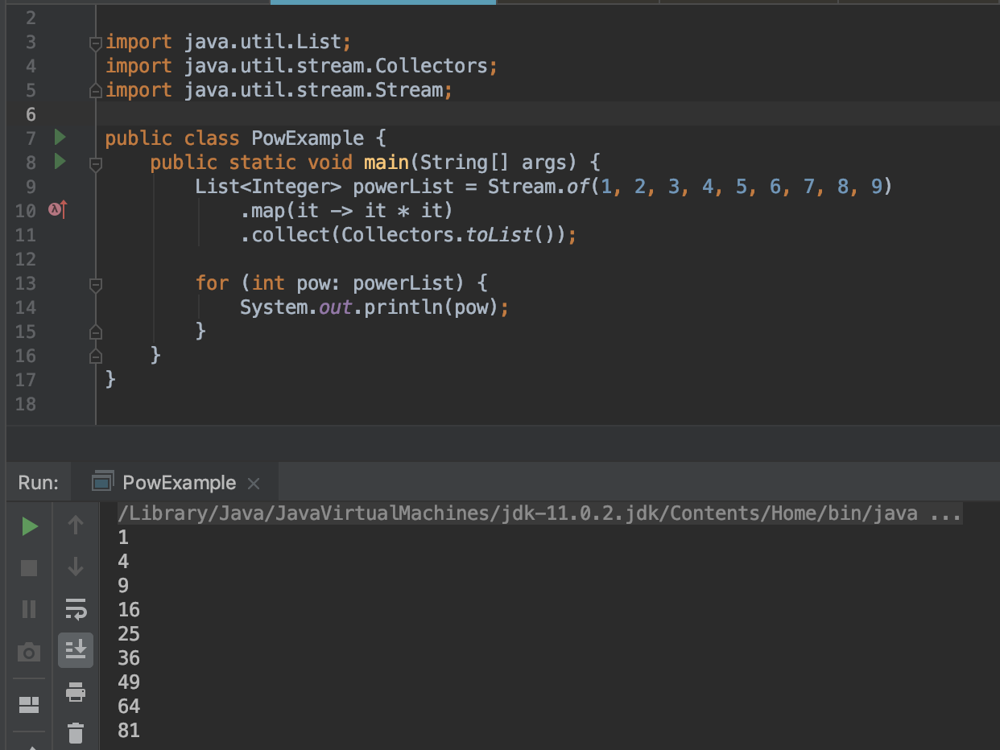 2
3 import java.util.List;
4 import java.util.stream.Collectors;
5 import java.util.stream.Stream;
6
7 public class PowExample {
8     public static void main(String[] args) {
9         List<Integer> powerList = Stream.of(1, 2, 3, 4, 5, 6, 7, 8, 9)
10             .map(it -> it * it)
11             .collect(Collectors.toList());
12
13         for (int pow: powerList) {
14             System.out.println(pow);
15         }
16     }
17 }
18
Run: PowExample
/Library/Java/JavaVirtualMachines/jdk-11.0.2.jdk/Contents/Home/bin/java ...
1
4
9
16
25
36
49
64
81